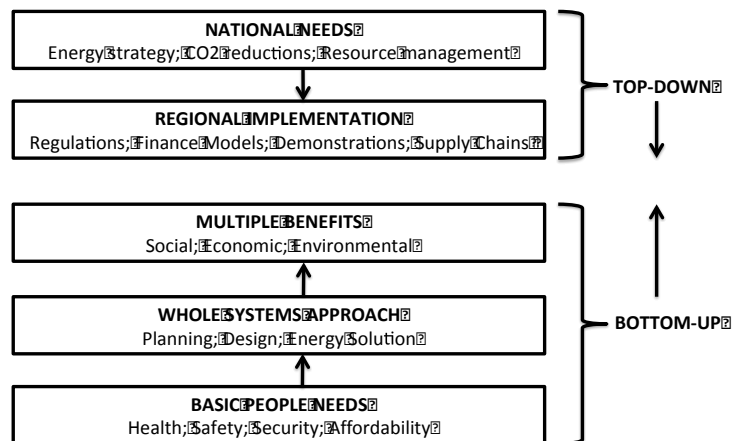 NATIONAL NEEDS
Energy strategy; CO2 reductions; Resource management
TOP-DOWN
REGIONAL IMPLEMENTATION
Regulations; Finance Models; Demonstrations; Supply Chains
MULTIPLE BENEFITS
Social; Economic; Environmental
WHOLE SYSTEMS APPROACH
Planning; Design; Energy Solution
BOTTOM-UP
BASIC PEOPLE NEEDS
Health; Safety; Security; Affordability